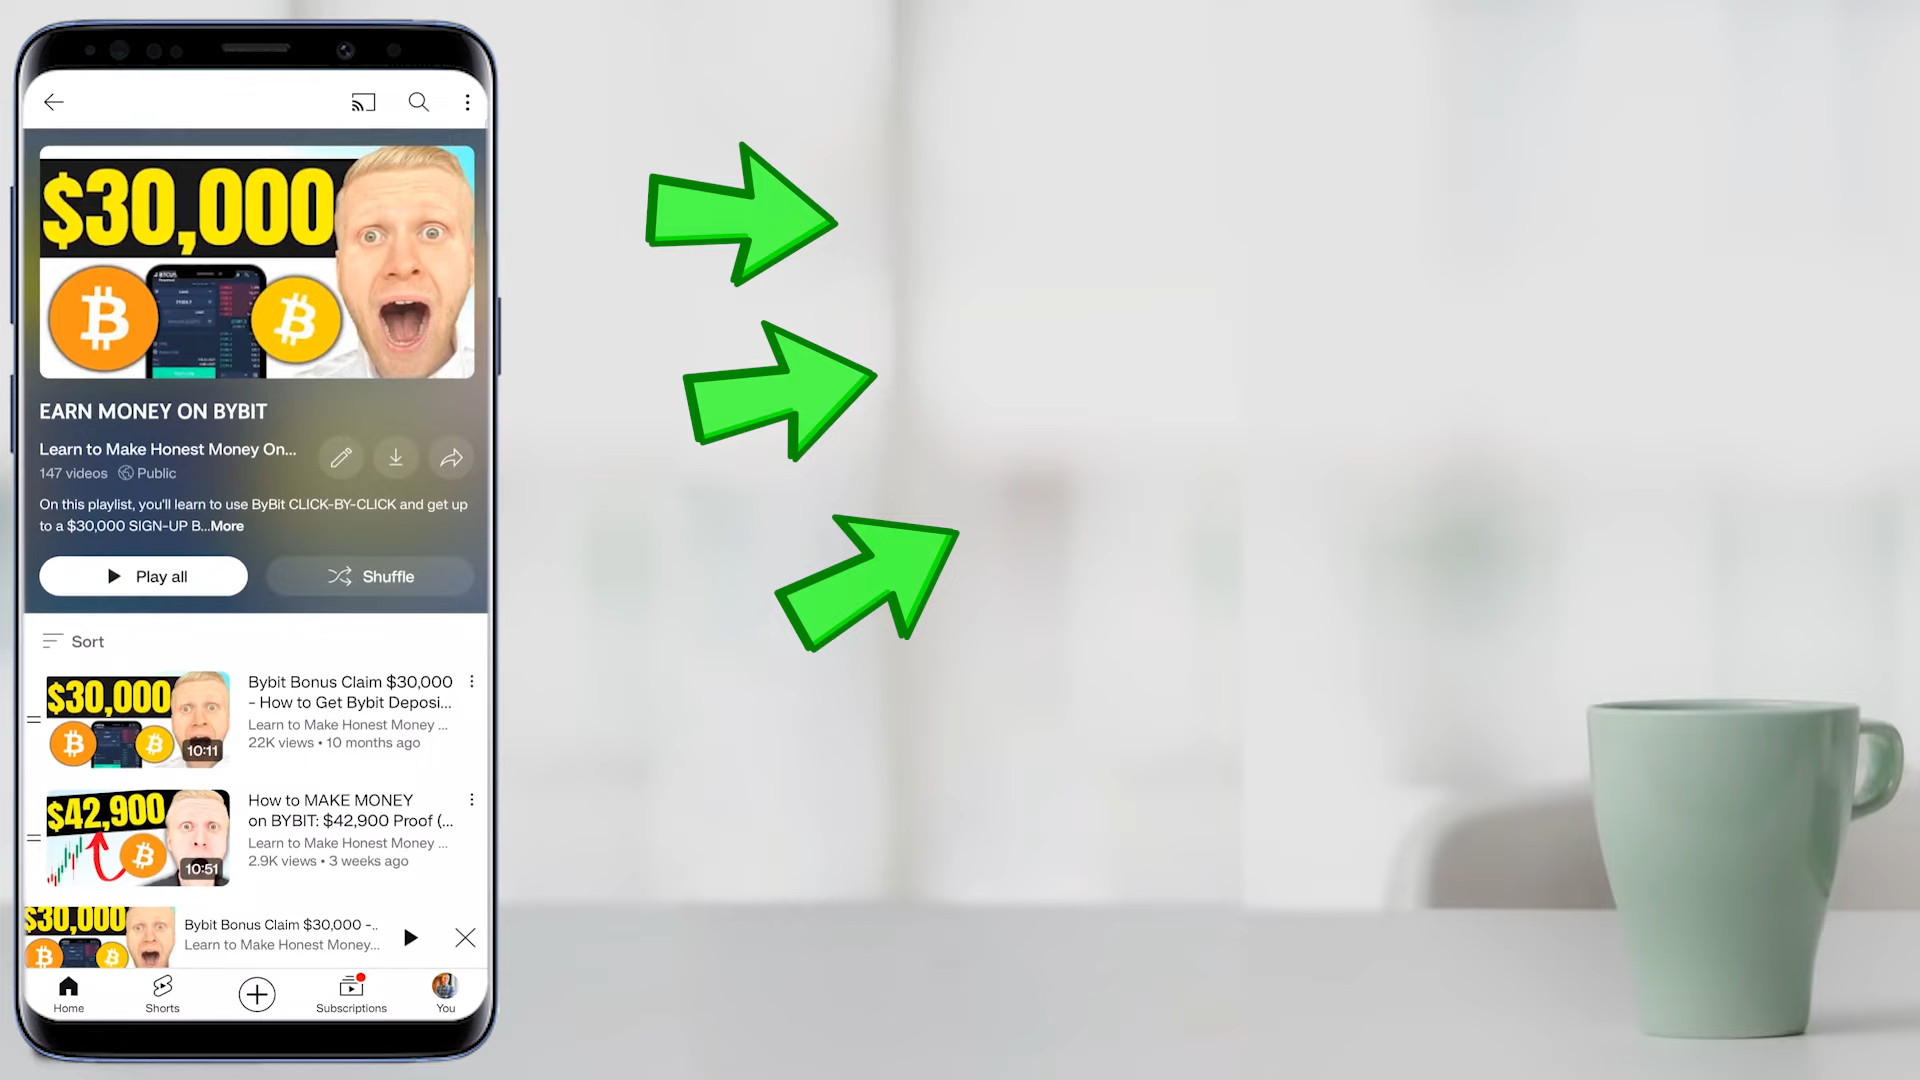 $30,000
EARN MONEY ON BYBIT
Learn to Make Honest Money On...
147 videos Public
On this playlist, you'll learn to use ByBit CLICK-BY-CLICK and get up
to a $30,000 SIGN-UP B...More
Play all
Shuffle
Sort
$30,000
10:11
Bybit Bonus Claim $30,000
- How to Get Bybit Deposi...
Learn to Make Honest Money ...
22K views • 10 months ago
$42,900
10:51
How to MAKE MONEY
on BYBIT: $42,900 Proof (...
Learn to Make Honest Money ...
2.9K views • 3 weeks ago
$30,000
Bybit Bonus Claim $30,000 -..
Learn to Make Honest Money...
Home
Shorts
Subscriptions
You